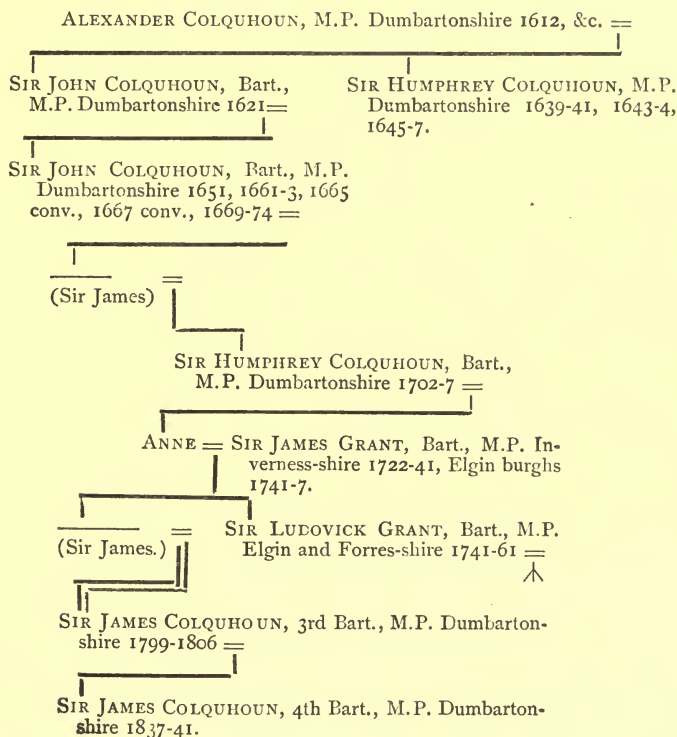 ALEXANDER COLQUHOUN, M.P. Dumbartonshire 1612, &c. =
SIR JOHN COLQUHOUN, Bart.,
M.P. Dumbartonshire 1621=
SIR HUMPHREY COLQUHOUN, M.P.
Dumbartonshire 1639-41, 1643-4,
1645-7.
SIR JOHN COLQUHOUN, Bart., M.P.
Dumbartonshire 1651, 1661-3, 1665
conv., 1667 conv., 1669-74 =
(Sir James) =
SIR HUMPHREY COLQUHOUN, Bart.,
M.P. Dumbartonshire 1702-7 =
ANNE = SIR JAMES GRANT, Bart., M.P. In-
verness-shire 1722-41, Elgin burghs
1741-7.
(Sir James.) =
SIR LUDOVICK GRANT, Bart., M.P.
Elgin and Forres-shire 1741-61 =
SIR JAMES COLQUHOUN, 3rd Bart., M.P. Dumbarton-
shire 1799-1806 =
SIR JAMES COLQUHOUN, 4th Bart., M.P. Dumbarton-
shire 1837-41.